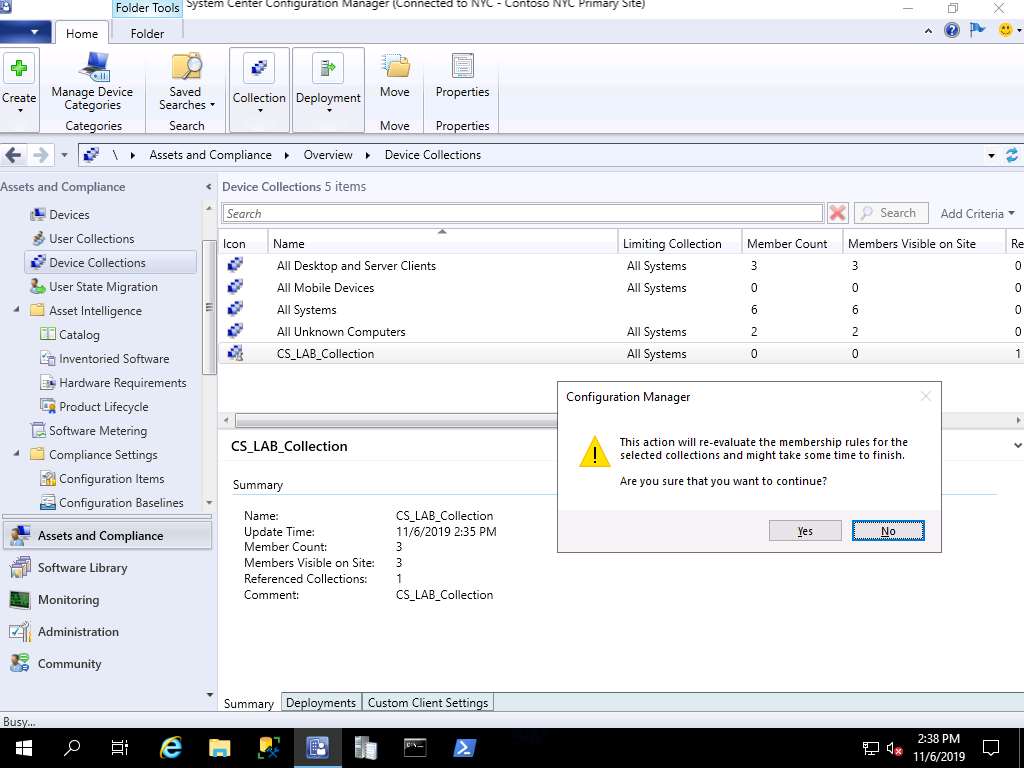 Folder Tools
System Center Configuration Manager (Connected to NYC - Contoso NYC Primary Site)
Home
Folder
Create
Manage Device
Categories
Categories
Saved
Searches
Search
Collection
Deployment
Move
Move
Properties
Properties
\
Assets and Compliance
Overview
Device Collections
Assets and Compliance
Devices
User Collections
Device Collections
User State Migration
Asset Intelligence
Catalog
Inventoried Software
Hardware Requirements
Product Lifecycle
Software Metering
Compliance Settings
Configuration Items
Configuration Baselines
Assets and Compliance
Software Library
Monitoring
Administration
Community
Device Collections 5 items
Search
Search
Add Criteria
Icon Name Limiting Collection Member Count Members Visible on Site Re
All Desktop and Server Clients All Systems 3 3 0
All Mobile Devices All Systems 0 0 0
All Systems 6 6 0
All Unknown Computers All Systems 2 2 0
CS_LAB_Collection All Systems 0 0 1
CS_LAB_Collection
Summary
Name: CS_LAB_Collection
Update Time: 11/6/2019 2:35 PM
Member Count: 3
Members Visible on Site: 3
Referenced Collections: 1
Comment: CS_LAB_Collection
Configuration Manager
This action will re-evaluate the membership rules for the
selected collections and might take some time to finish.
Are you sure that you want to continue?
Yes
No
Summary
Deployments
Custom Client Settings
Busy...
2:38 PM
11/6/2019